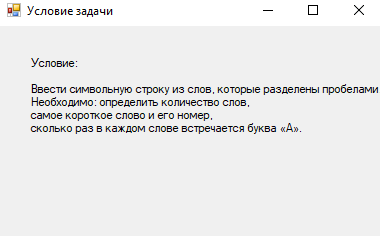 Условие задачи
Условие:
Ввести символьную строку из слов, которые разделены пробелами
Необходимо: определить количество слов,
самое короткое слово и его номер,
сколько раз в каждом слове встречается буква «А».